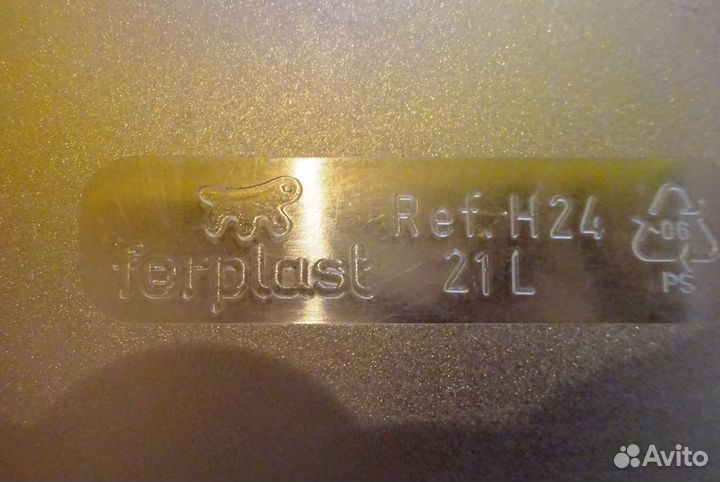 ferplast
Ref. H24
21 L
06
PS
Avito